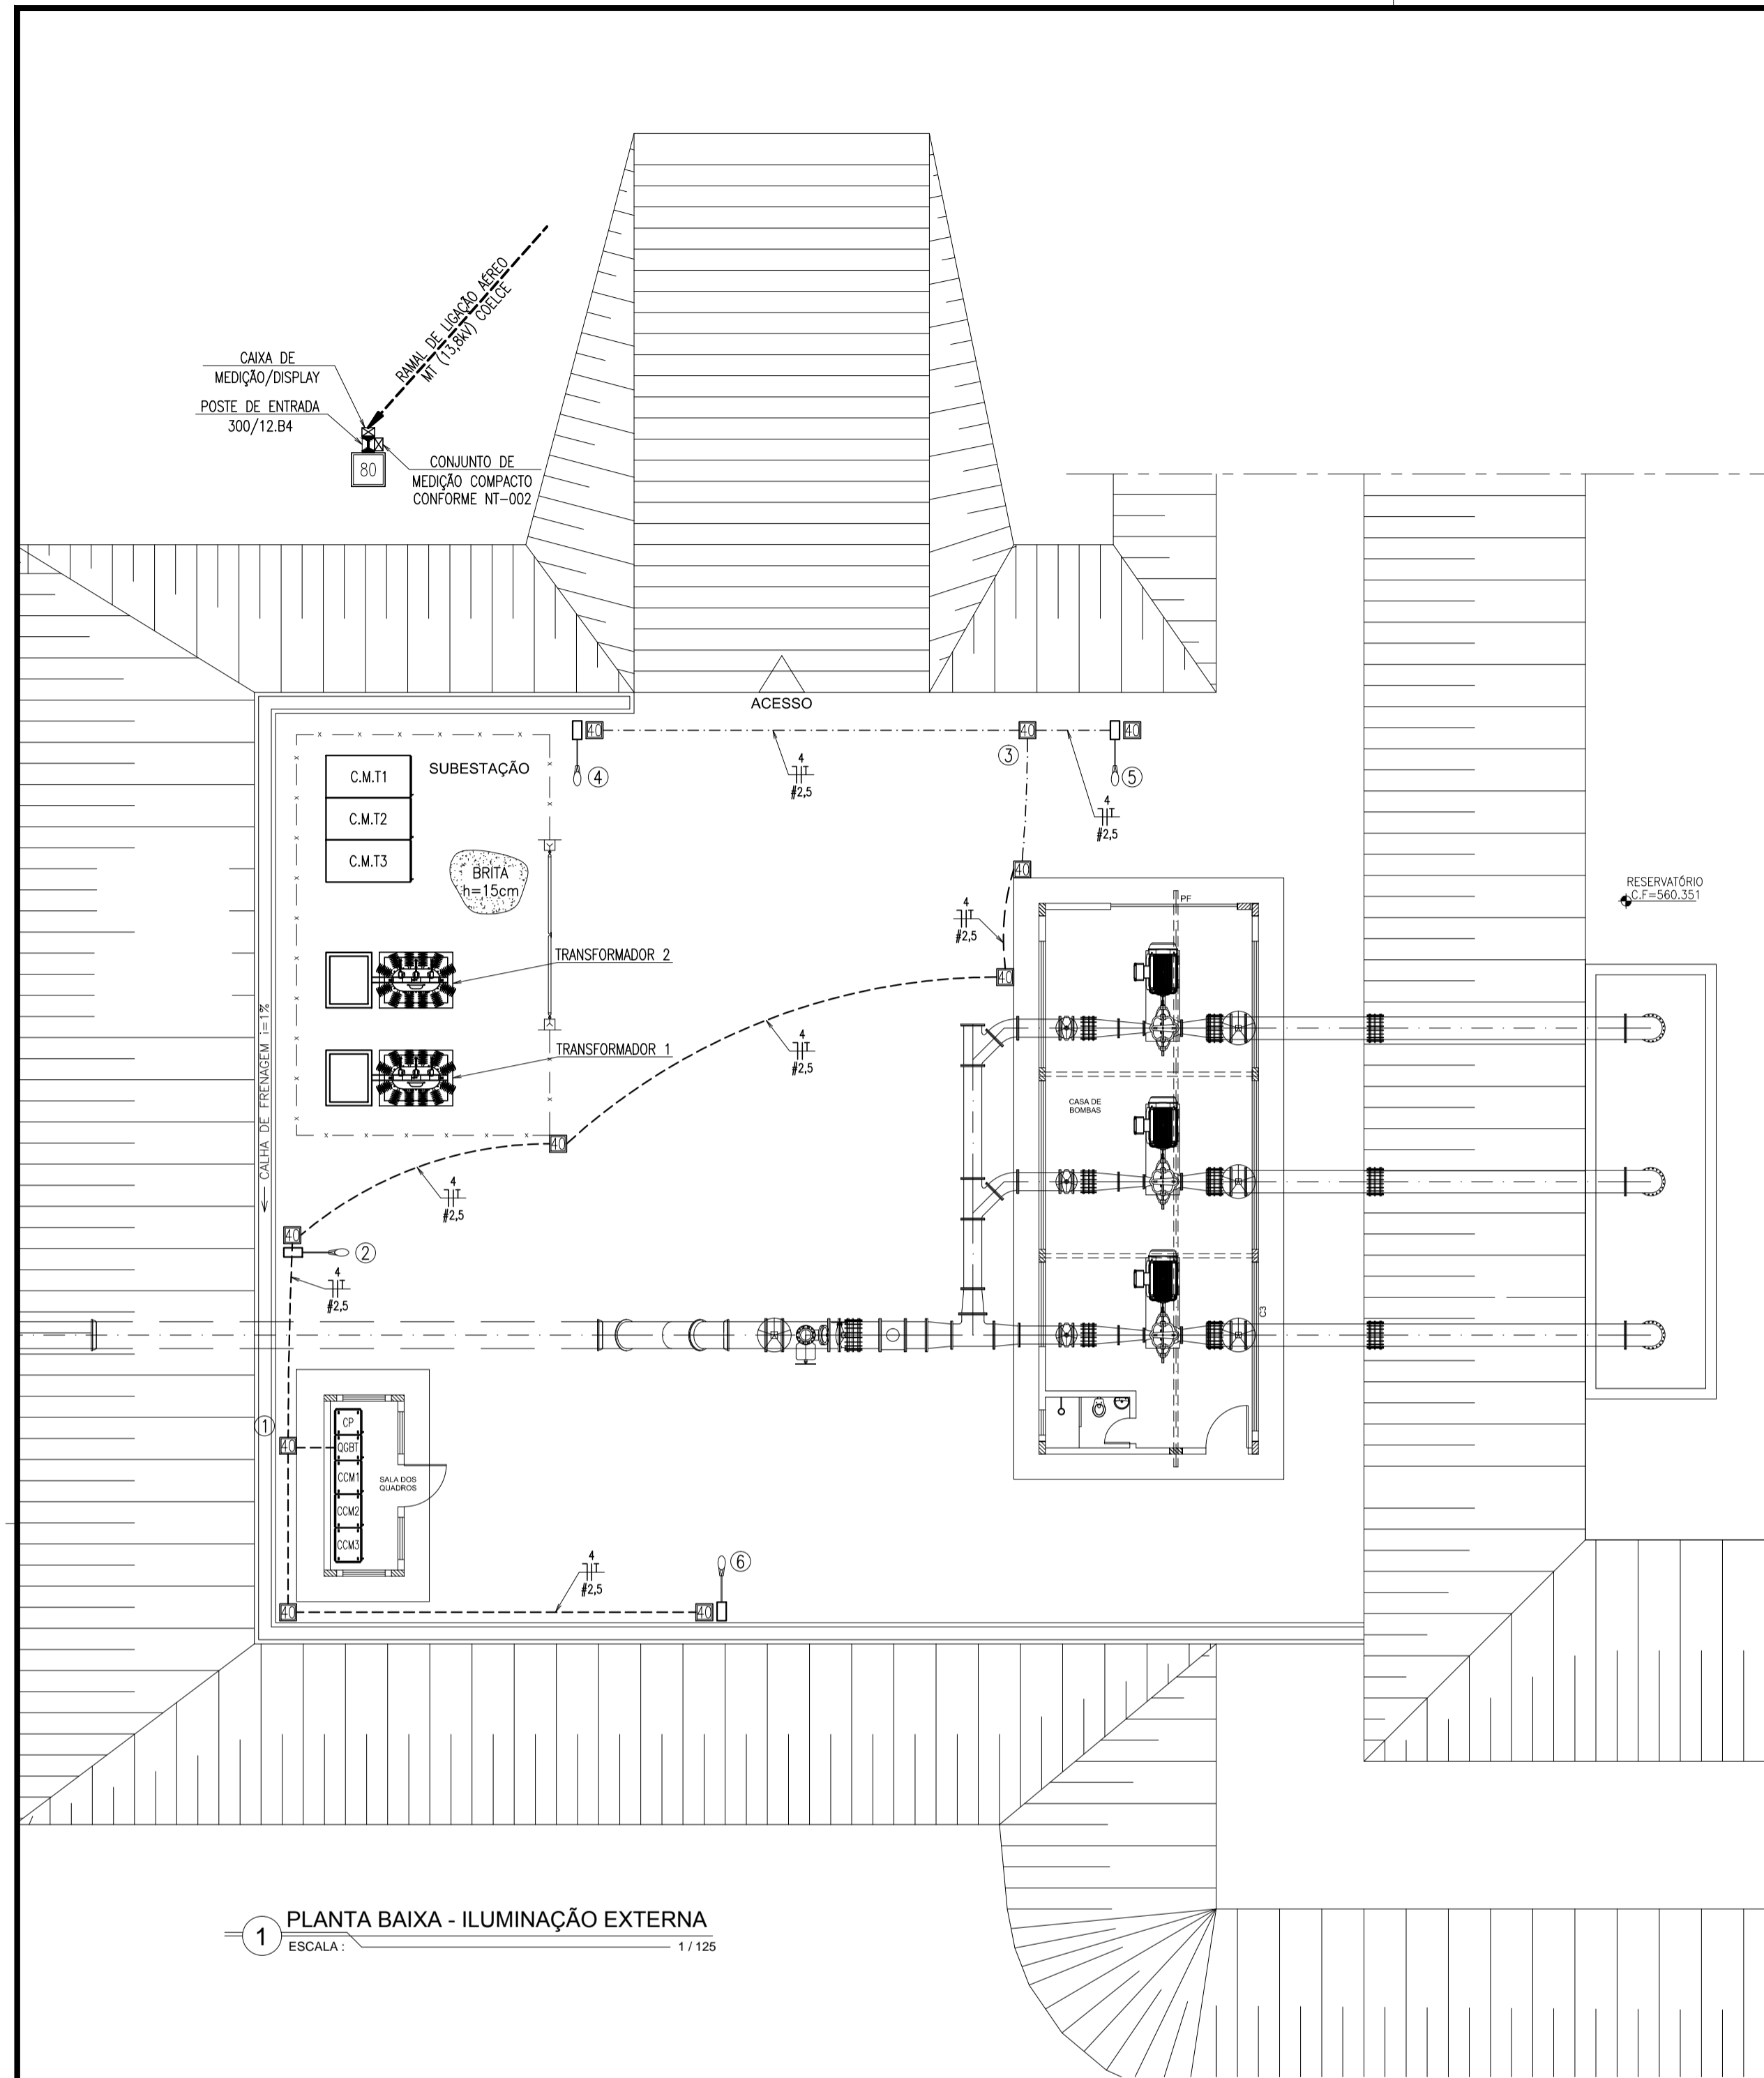 RAMAL DE LIGAÇÃO AÉREO
MT (13,8kV) COELCE
CAIXA DE
MEDIÇÃO/DISPLAY
POSTE DE ENTRADA
300/12.B4
80
CONJUNTO DE
MEDIÇÃO COMPACTO
CONFORME NT-002
ACESSO
40
40
40
3
4
5
4
#2,5
4
#2,5
C.M.T1
C.M.T2
C.M.T3
SUBESTAÇÃO
BRITA
h=15cm
40
4
#2,5
40
PF
RESERVATÓRIO
C.F=560.351
TRANSFORMADOR 2
TRANSFORMADOR 1
4
#2,5
CASA DE
BOMBAS
CALHA DE FRENAGEM i=1%
40
4
#2,5
40
2
4
#2,5
C3
1
40
CP
QGBT
CCM1
CCM2
CCM3
SALA DOS
QUADROS
4
#2,5
6
40
40
1
PLANTA BAIXA - ILUMINAÇÃO EXTERNA
ESCALA : 1 / 125